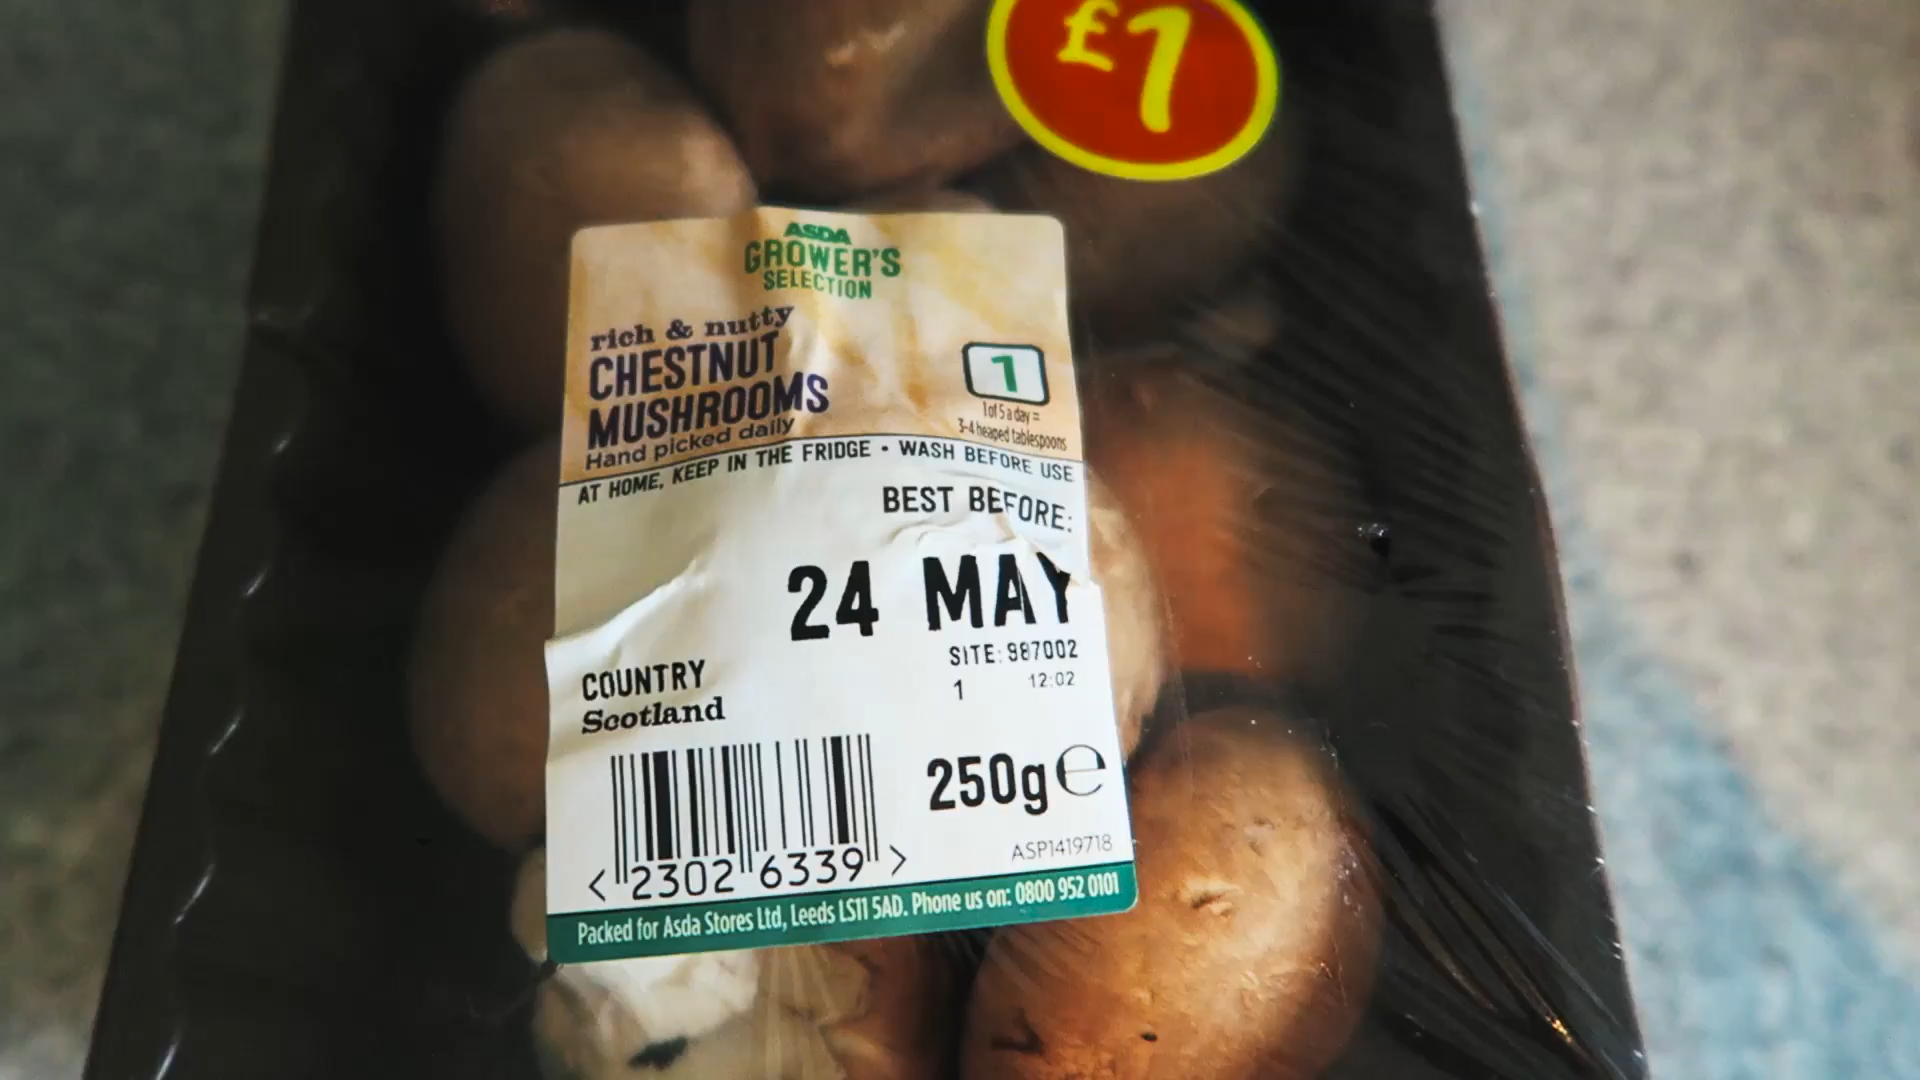 £1
ASDA
GROWER'S
SELECTION
rich & nutty
CHESTNUT
MUSHROOMS
Hand picked daily
1
1 of 5 a day =
3-4 heaped tablespoons
AT HOME, KEEP IN THE FRIDGE • WASH BEFORE USE
BEST BEFORE:
24 MAY
SITE: 987002
1 12:02
COUNTRY
Scotland
250g e
ASP1419718
< 2302 6339 >
Packed for Asda Stores Ltd, Leeds LS11 5AD. Phone us on: 0800 952 0101